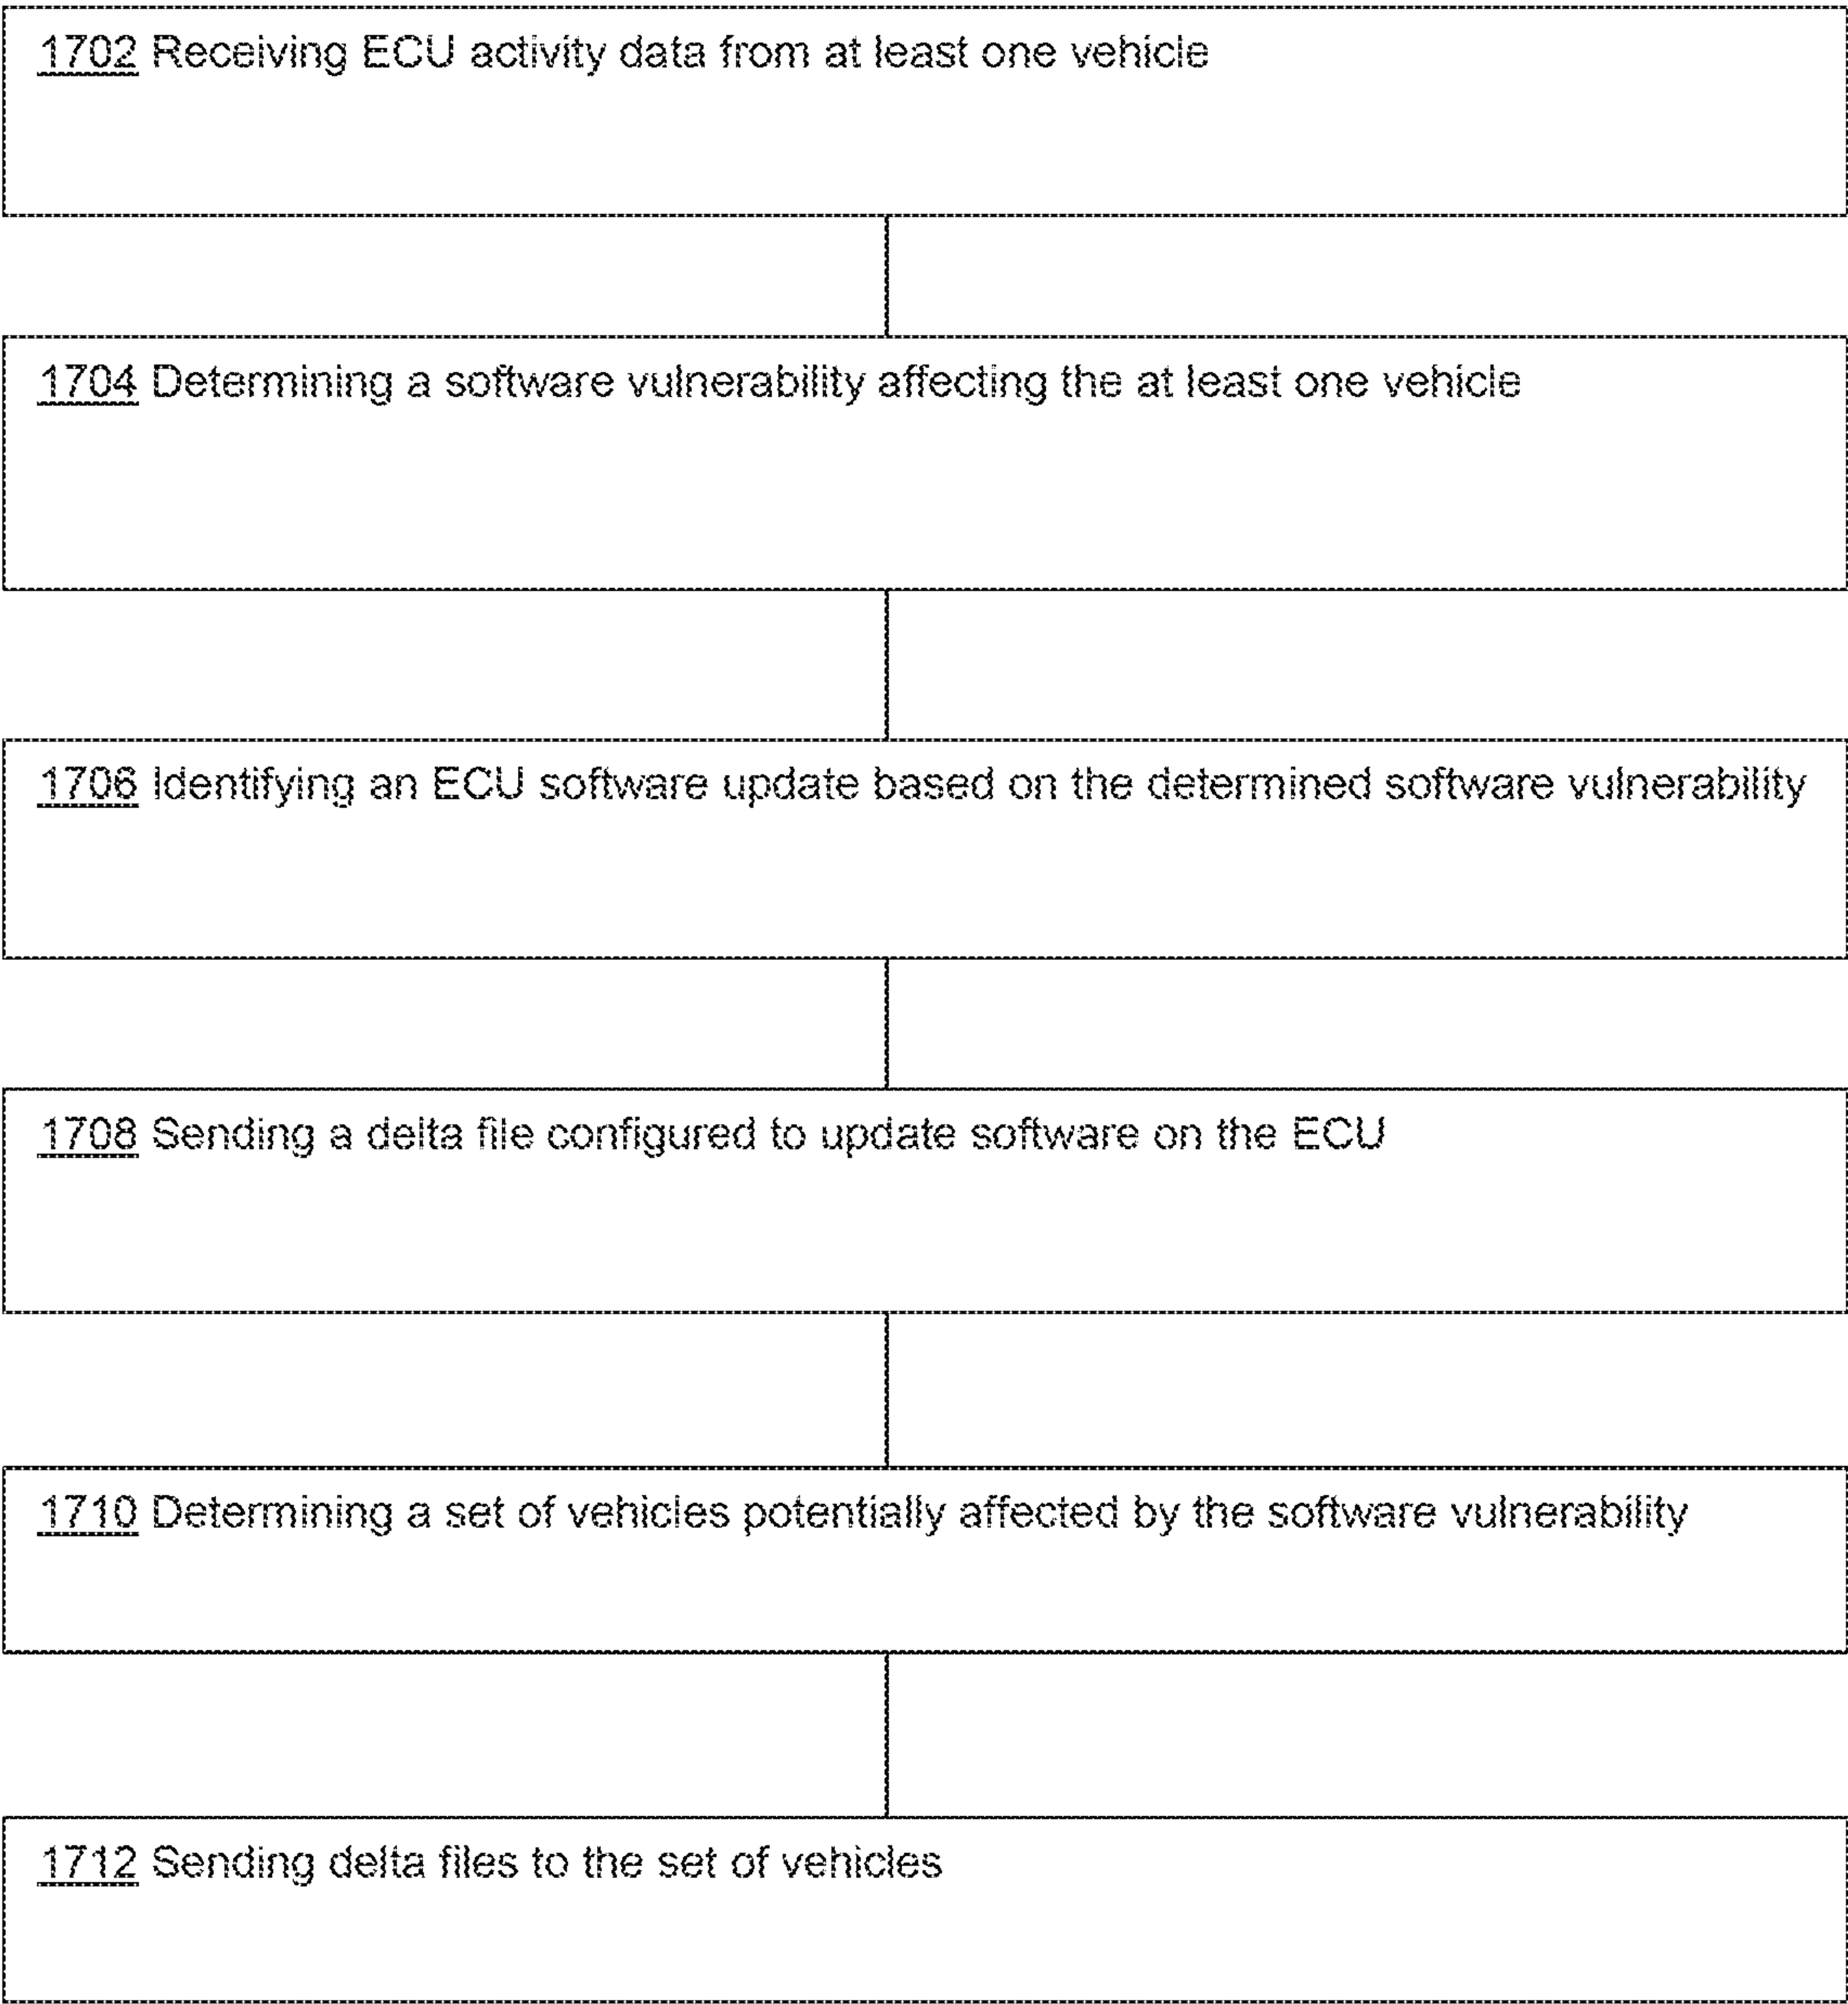 1702 Receiving ECU activity data from at least one vehicle
1704 Determining a software vulnerability affecting the at least one vehicle
1706 Identifying an ECU software update based on the determined software vulnerability
1708 Sending a delta file configured to update software on the ECU
1710 Determining a set of vehicles potentially affected by the software vulnerability
1712 Sending delta files to the set of vehicles